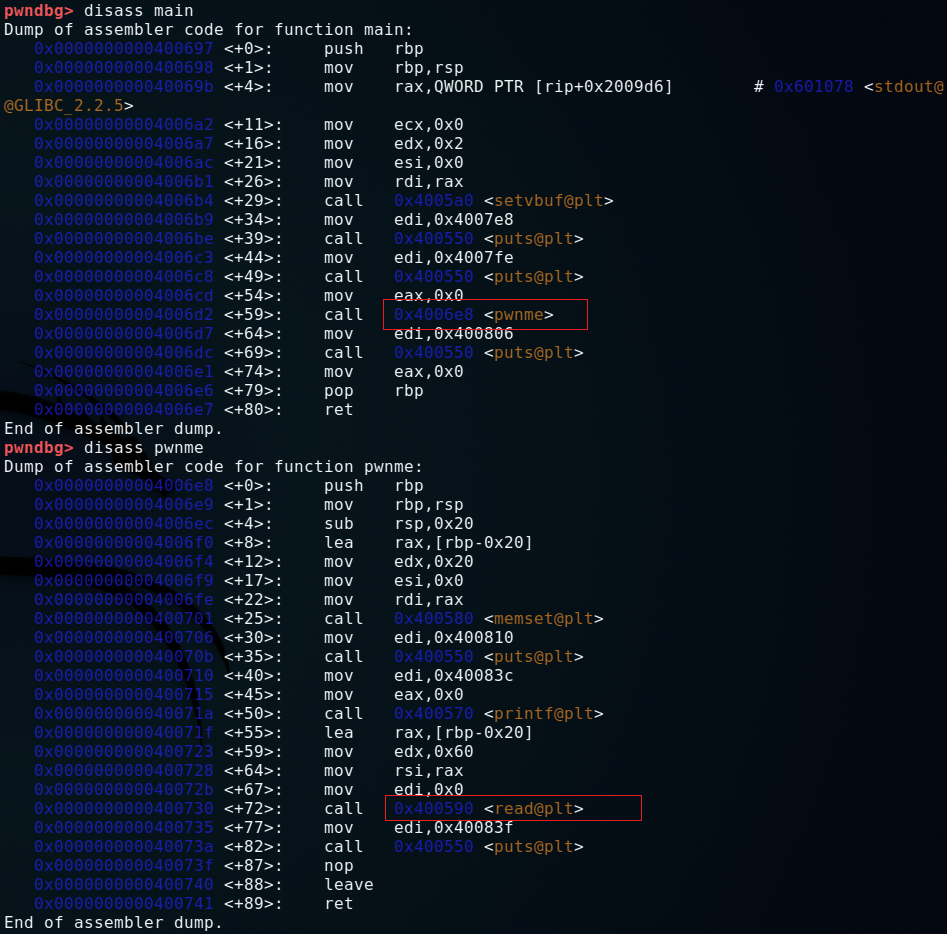 pwndbg> disass main
Dump of assembler code for function main:
   0x0000000000400697 <+0>:     push   rbp
   0x0000000000400698 <+1>:     mov    rbp,rsp
   0x000000000040069b <+4>:     mov    rax,QWORD PTR [rip+0x2009d6]        # 0x601078 <stdout@
@GLIBC_2.2.5>
   0x00000000004006a2 <+11>:    mov    ecx,0x0
   0x00000000004006a7 <+16>:    mov    edx,0x2
   0x00000000004006ac <+21>:    mov    esi,0x0
   0x00000000004006b1 <+26>:    mov    rdi,rax
   0x00000000004006b4 <+29>:    call   0x4005a0 <setvbuf@plt>
   0x00000000004006b9 <+34>:    mov    edi,0x4007e8
   0x00000000004006be <+39>:    call   0x400550 <puts@plt>
   0x00000000004006c3 <+44>:    mov    edi,0x4007fe
   0x00000000004006c8 <+49>:    call   0x400550 <puts@plt>
   0x00000000004006cd <+54>:    mov    eax,0x0
   0x00000000004006d2 <+59>:    call   0x4006e8 <pwnme>
   0x00000000004006d7 <+64>:    mov    edi,0x400806
   0x00000000004006dc <+69>:    call   0x400550 <puts@plt>
   0x00000000004006e1 <+74>:    mov    eax,0x0
   0x00000000004006e6 <+79>:    pop    rbp
   0x00000000004006e7 <+80>:    ret
End of assembler dump.
pwndbg> disass pwnme
Dump of assembler code for function pwnme:
   0x00000000004006e8 <+0>:     push   rbp
   0x00000000004006e9 <+1>:     mov    rbp,rsp
   0x00000000004006ec <+4>:     sub    rsp,0x20
   0x00000000004006f0 <+8>:     lea    rax,[rbp-0x20]
   0x00000000004006f4 <+12>:    mov    edx,0x20
   0x00000000004006f9 <+17>:    mov    esi,0x0
   0x00000000004006fe <+22>:    mov    rdi,rax
   0x0000000000400701 <+25>:    call   0x400580 <memset@plt>
   0x0000000000400706 <+30>:    mov    edi,0x400810
   0x000000000040070b <+35>:    call   0x400550 <puts@plt>
   0x0000000000400710 <+40>:    mov    edi,0x40083c
   0x0000000000400715 <+45>:    mov    eax,0x0
   0x000000000040071a <+50>:    call   0x400570 <printf@plt>
   0x000000000040071f <+55>:    lea    rax,[rbp-0x20]
   0x0000000000400723 <+59>:    mov    edx,0x60
   0x0000000000400728 <+64>:    mov    rsi,rax
   0x000000000040072b <+67>:    mov    edi,0x0
   0x0000000000400730 <+72>:    call   0x400590 <read@plt>
   0x0000000000400735 <+77>:    mov    edi,0x40083f
   0x000000000040073a <+82>:    call   0x400550 <puts@plt>
   0x000000000040073f <+87>:    nop
   0x0000000000400740 <+88>:    leave
   0x0000000000400741 <+89>:    ret
End of assembler dump.